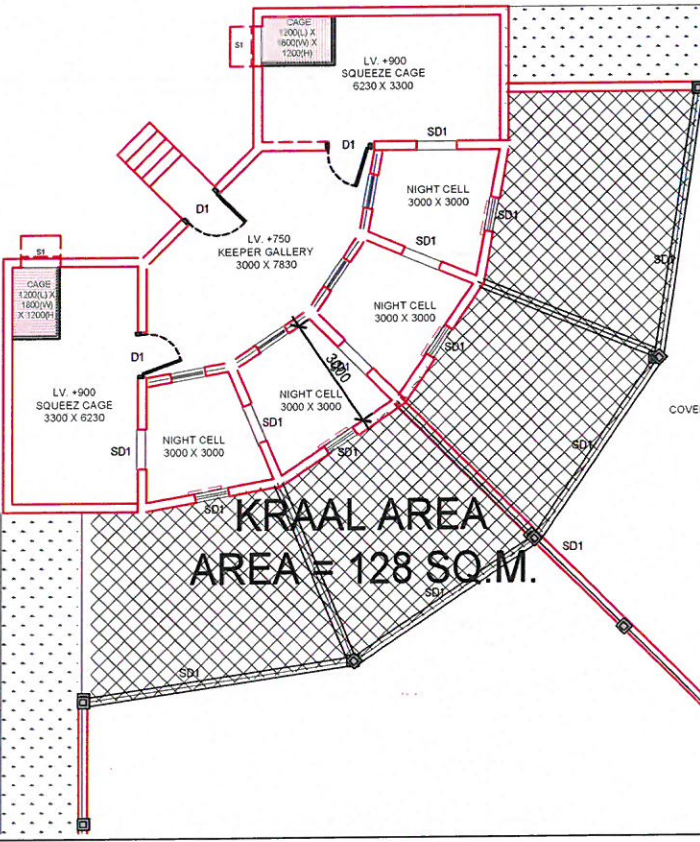 CAGE
1200(L) X
1800(W) X
1200(H)
S1
LV. +900
SQUEEZE CAGE
6230 X 3300
D1
SD1
NIGHT CELL
3000 X 3000
SD1
D1
LV. +750
KEEPER GALLERY
3000 X 7830
SD1
SD1
S1
CAGE
1200(L) X
1800(W)
X 1200(H
NIGHT CELL
3000 X 3000
SD1
D1
3000
LV. +900
SQUEEZ CAGE
3300 X 6230
NIGHT CELL
3000 X 3000
COVE
SD1
SD1
NIGHT CELL
3000 X 3000
SD1
SD1
SD1
KRAAL AREA
AREA = 128 SQ.M.
SD1
SD1
SD1